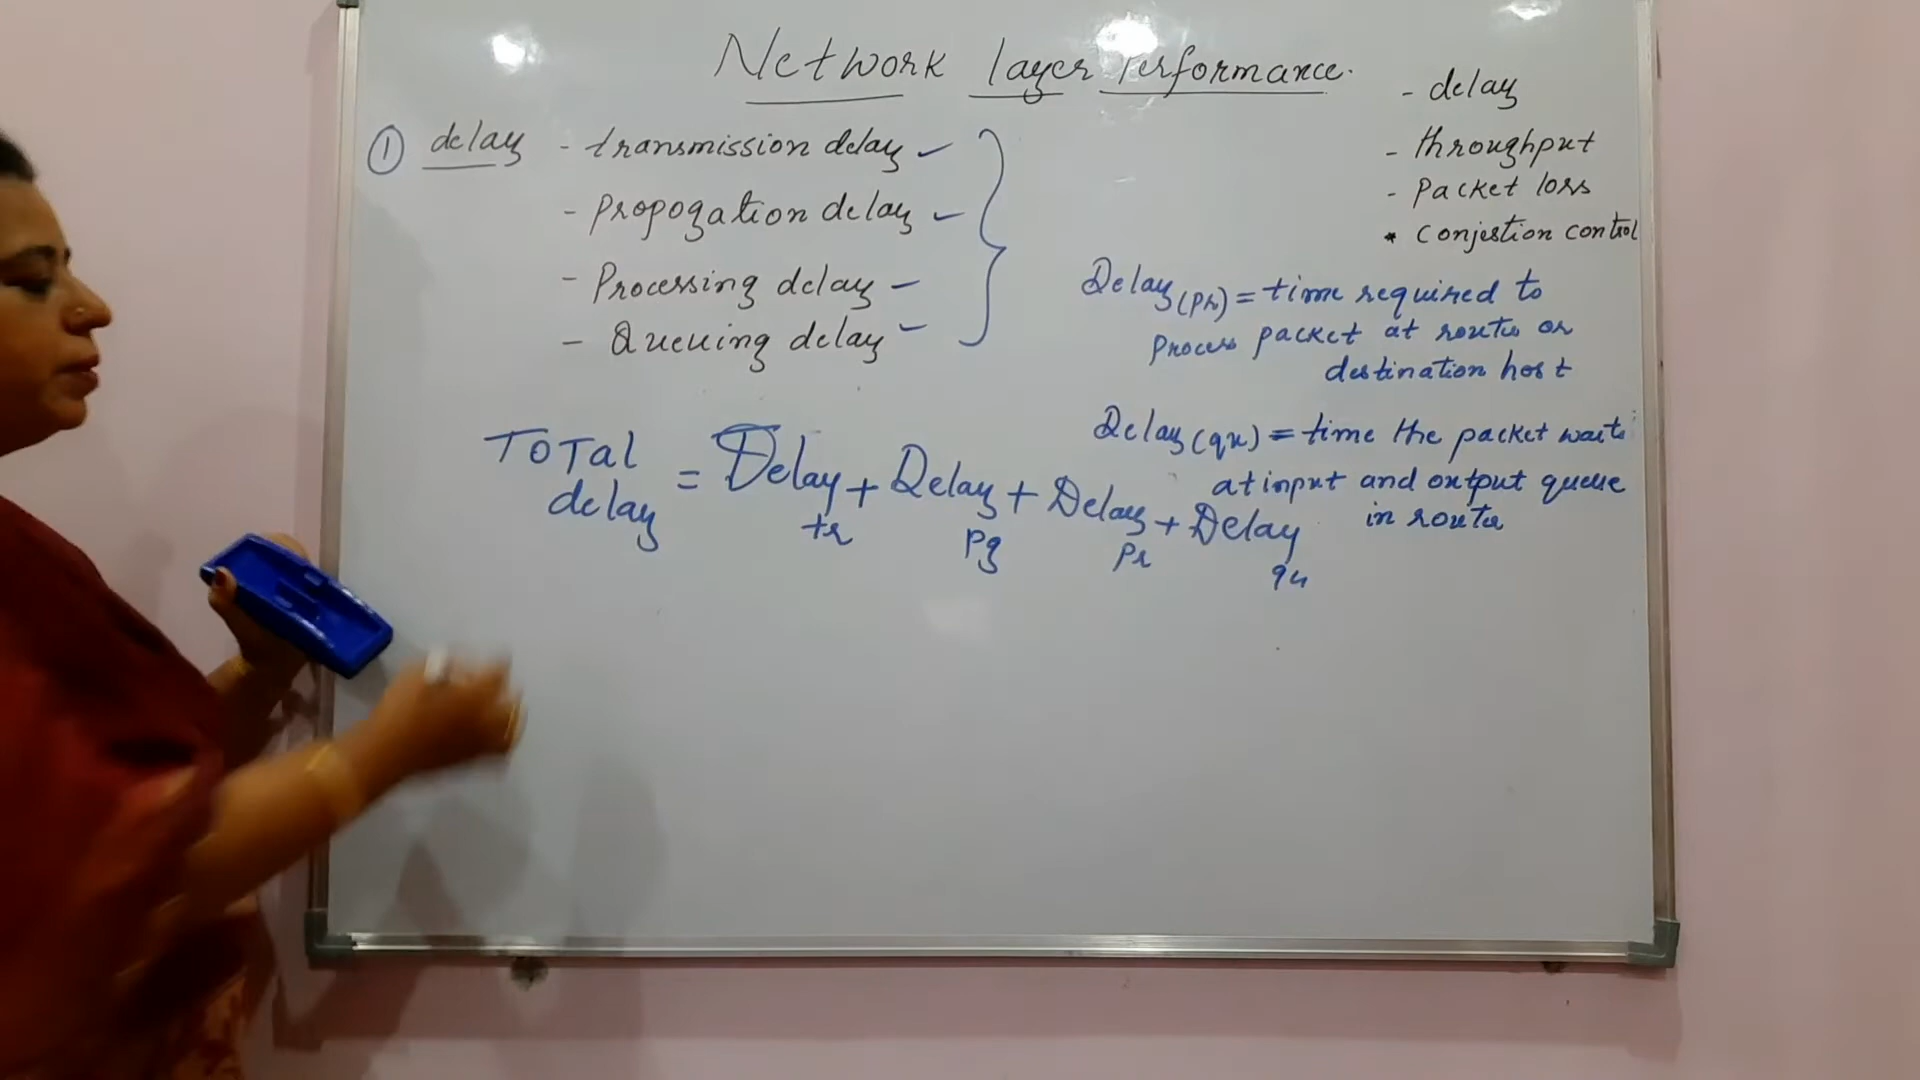 Network layer Performance.
① delay - transmission delay
- Propogation delay
- Processing delay
- Queuing delay
- delay
- throughput
- Packet loss
* Conjestion control
Delay(pr) = time required to
Process packet at router or
destination host
Delay(qu) = time the packet waits
at input and output queue
in router
Total
delay = Delay tr + Delay pg + Delay pr + Delay qu